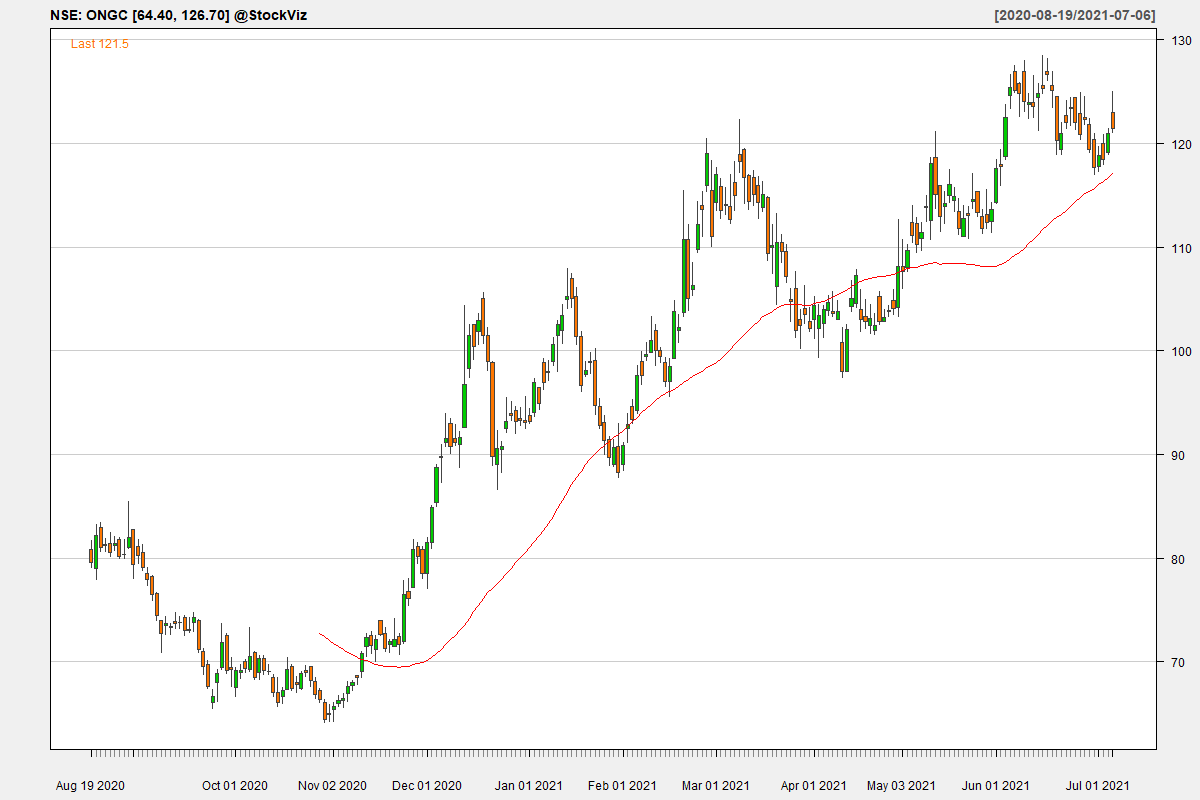 NSE: ONGC [64.40, 126.70] @StockViz
[2020-08-19/2021-07-06]
Last 121.5
130
120
110
100
90
80
70
Aug 19 2020
Oct 01 2020
Nov 02 2020
Dec 01 2020
Jan 01 2021
Feb 01 2021
Mar 01 2021
Apr 01 2021
May 03 2021
Jun 01 2021
Jul 01 2021